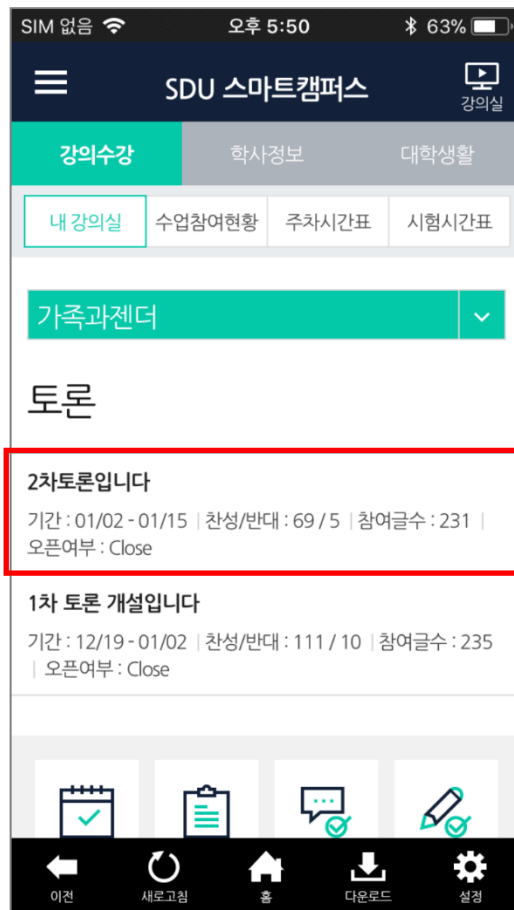 SIM 없음 오후 5:50 63%
SDU 스마트캠퍼스
강의실
강의수강 학사정보 대학생활
내 강의실 수업참여현황 주차시간표 시험시간표
가족과젠더
토론
2차토론입니다
기간 : 01/02 - 01/15 | 찬성/반대 : 69 / 5 | 참여글수 : 231 |
오픈여부 : Close
1차 토론 개설입니다
기간 : 12/19 - 01/02 | 찬성/반대 : 111 / 10 | 참여글수 : 235
| 오픈여부 : Close
이전 새로고침 홈 다운로드 설정